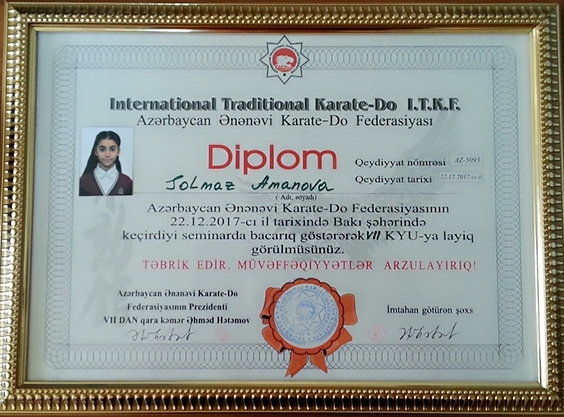 International Traditional Karate-Do I.T.K.F.
Azərbaycan Ənənəvi Karate-Do Federasiyası
Diplom
Qeydiyyat nömrəsi AZ-5093
Qeydiyyat tarixi 22.12.2017-ci il
Solmaz Amanova
( Adı, soyadı)
Azərbaycan Ənənəvi Karate-Do Federasiyasının
22.12.2017-cı il tarixində Bakı şəhərində
keçirdiyi seminarda bacarıq göstərərək VII KYU-ya layiq
görülmüsünüz.
TƏBRİK EDİR, MÜVƏFFƏQİYYƏTLƏR ARZULAYIRIQ!
Azərbaycan Ənənəvi Karate-Do
Federasiyasının Prezidenti
VII DAN qara kəmər Əhməd Hətəmov
İmtahan götürən şəxs